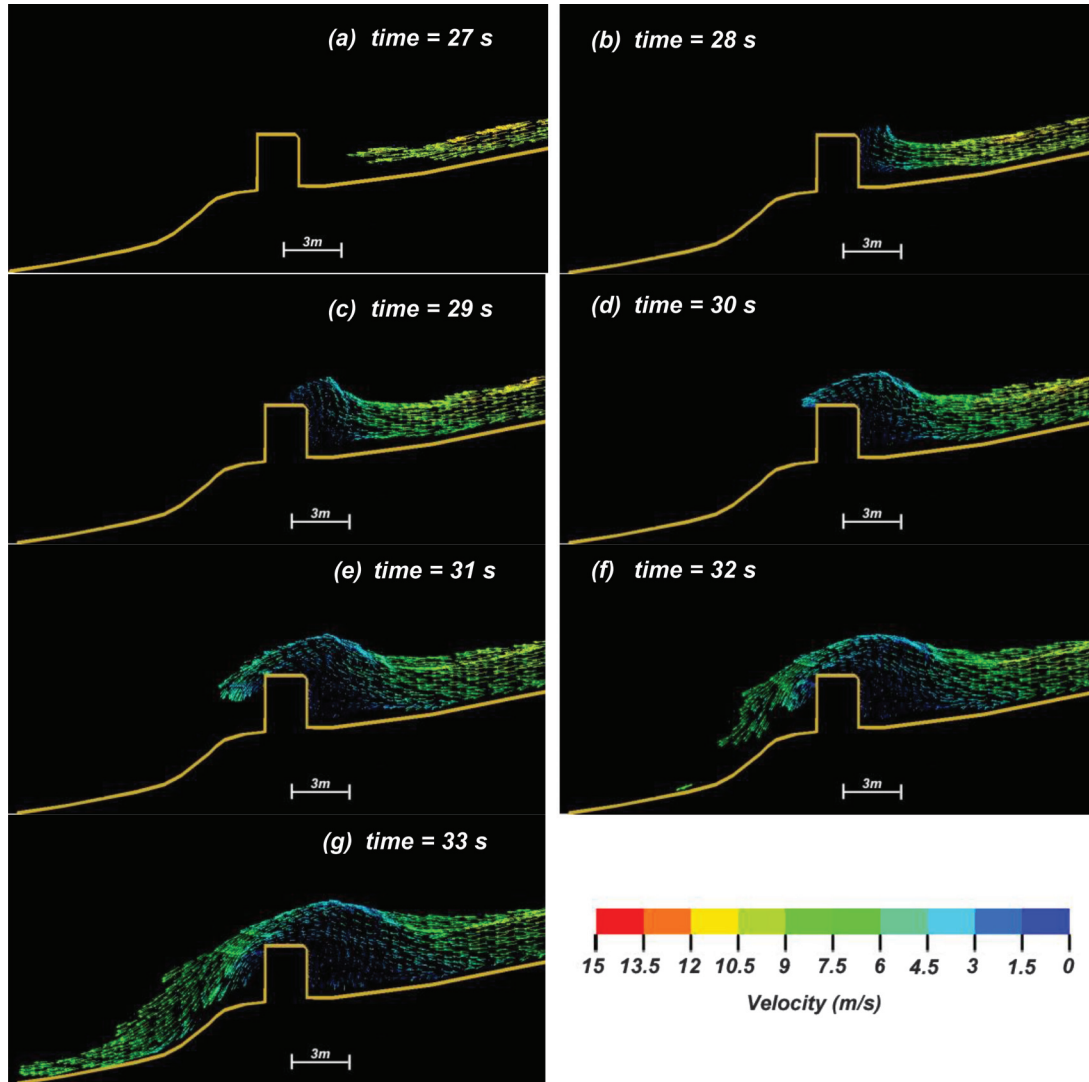 (a) time = 27 s
(b) time = 28 s
3m
3m
(c) time = 29 s
(d) time = 30 s
3m
3m
(e) time = 31 s
(f) time = 32 s
3m
3m
(g) time = 33 s
3m
15 13.5 12 10.5 9 7.5 6 4.5 3 1.5 0
Velocity (m/s)